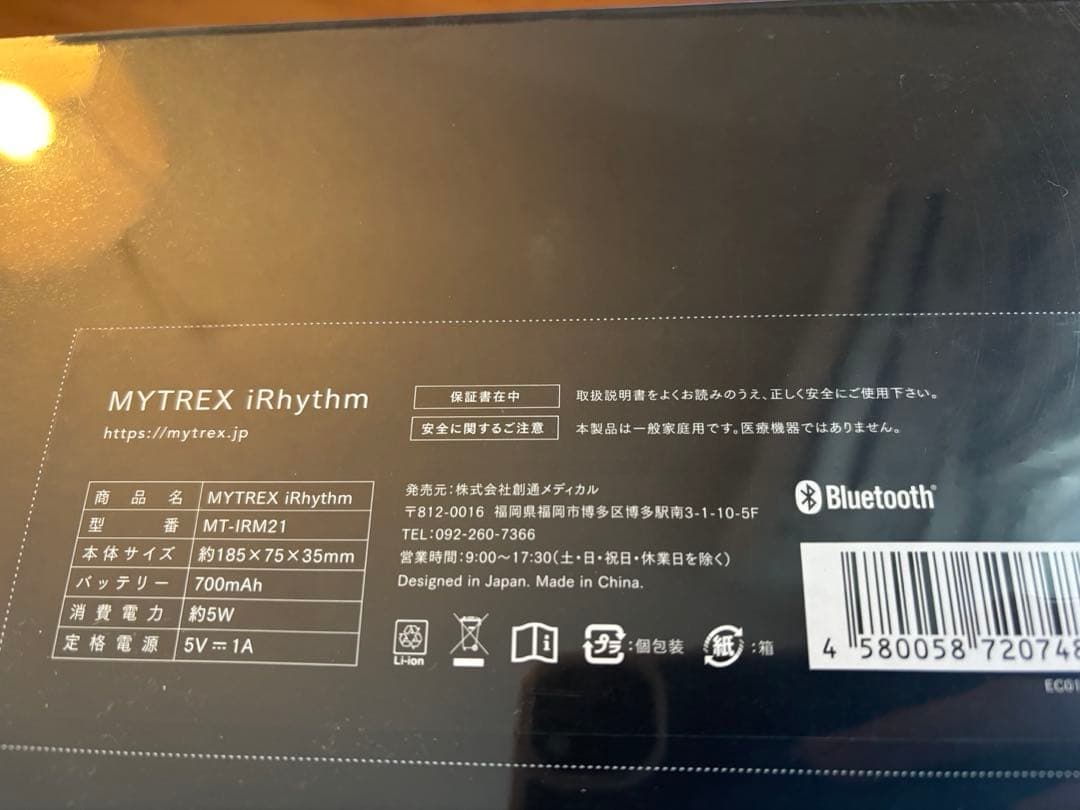 MYTREX iRhythm
https://mytrex.jp
保証書在中 取扱説明書をよくお読みのうえ、正しく安全にご使用下さい。
安全に関するご注意 本製品は一般家庭用です。医療機器ではありません。
商品名 MYTREX iRhythm
型番 MT-IRM21
本体サイズ 約185×75×35mm
バッテリー 700mAh
消費電力 約5W
定格電源 5V⎓1A
発売元:株式会社創通メディカル
〒812-0016 福岡県福岡市博多区博多駅南3-1-10-5F
TEL:092-260-7366
営業時間:9:00〜17:30(土・日・祝日・休業日を除く)
Designed in Japan. Made in China.
Li-ion
プラ:個包装
紙:箱
Bluetooth®
4 580058 720748
EC01